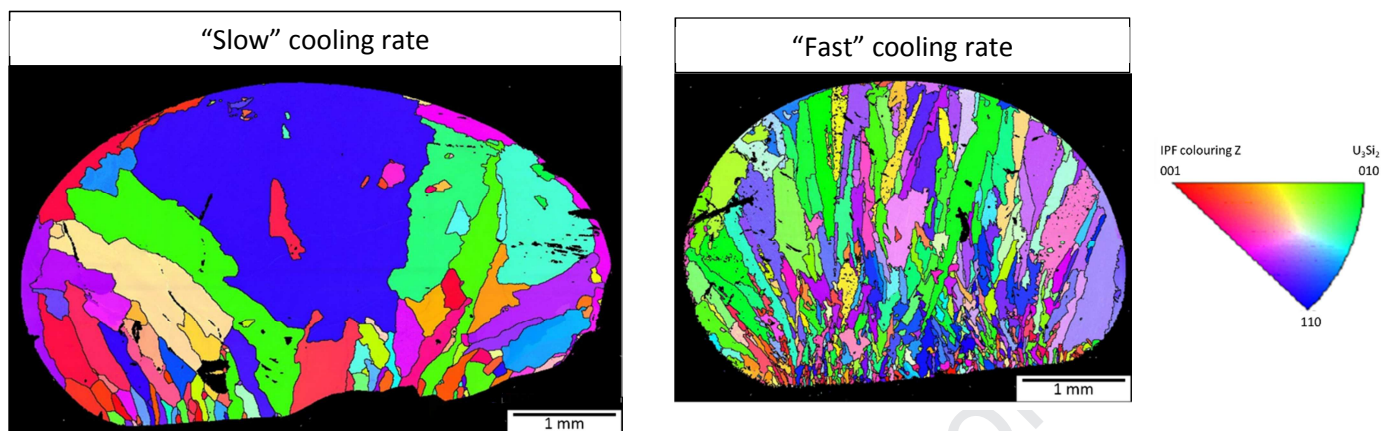 “Slow” cooling rate
“Fast” cooling rate
IPF colouring Z
U₃Si₂
001
010
110
1 mm
1 mm